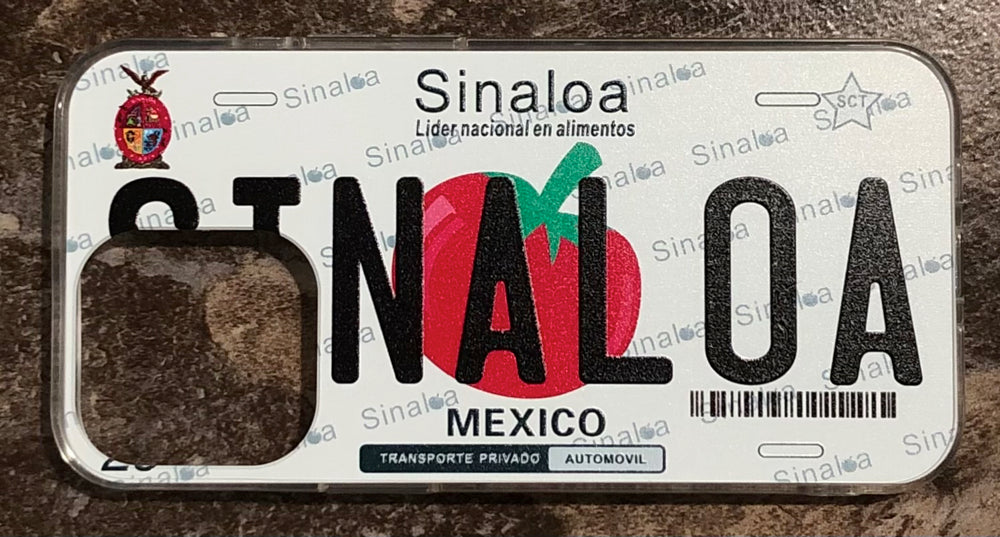 Sinaloa
SCT
Lider nacional en alimentos
SINALOA
MEXICO
TRANSPORTE PRIVADO AUTOMOVIL